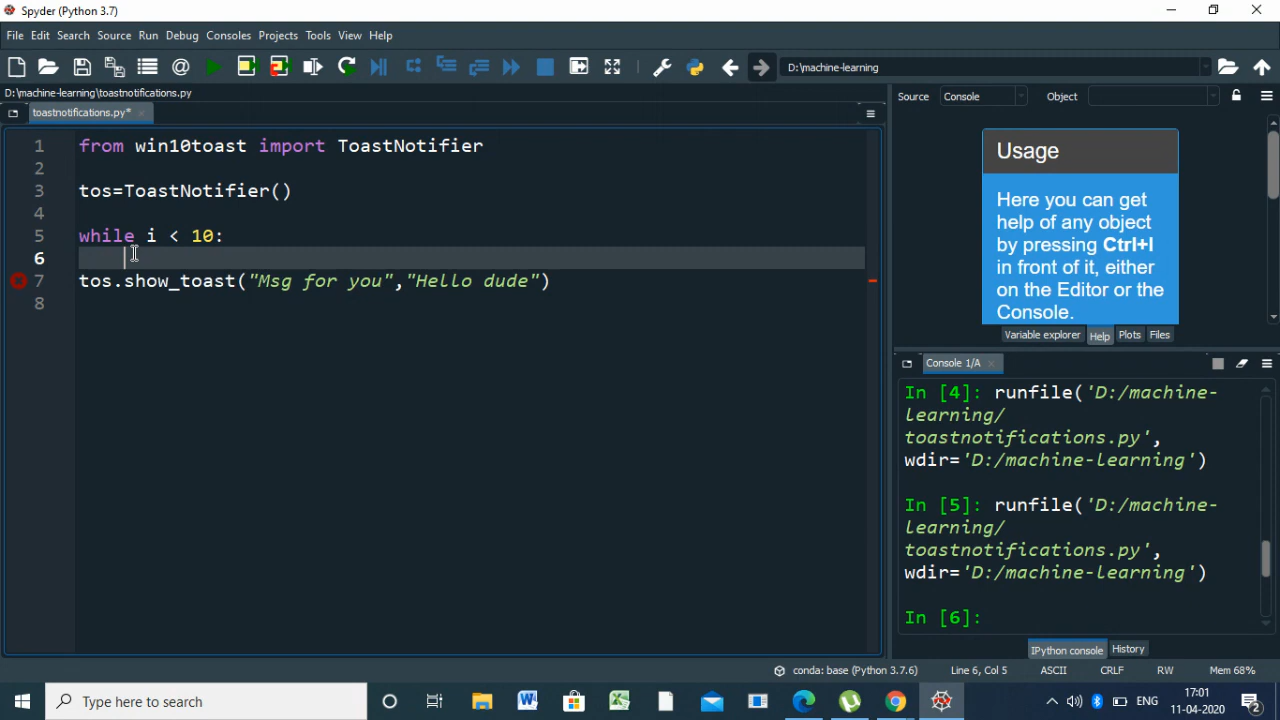 Spyder (Python 3.7)
File Edit Search Source Run Debug Consoles Projects Tools View Help
D:\machine-learning
D:\machine-learning\toastnotifications.py
toastnotifications.py*
1 from win10toast import ToastNotifier
2
3 tos=ToastNotifier()
4
5 while i < 10:
6
7 tos.show_toast("Msg for you","Hello dude")
8
Source Console Object
Usage
Here you can get
help of any object
by pressing Ctrl+I
in front of it, either
on the Editor or the
Console.
Variable explorer Help Plots Files
Console 1/A
In [4]: runfile('D:/machine-
learning/
toastnotifications.py',
wdir='D:/machine-learning')
In [5]: runfile('D:/machine-
learning/
toastnotifications.py',
wdir='D:/machine-learning')
In [6]:
IPython console History
conda: base (Python 3.7.6) Line 6, Col 5 ASCII CRLF RW Mem 68%
Type here to search
ENG
17:01
11-04-2020
2